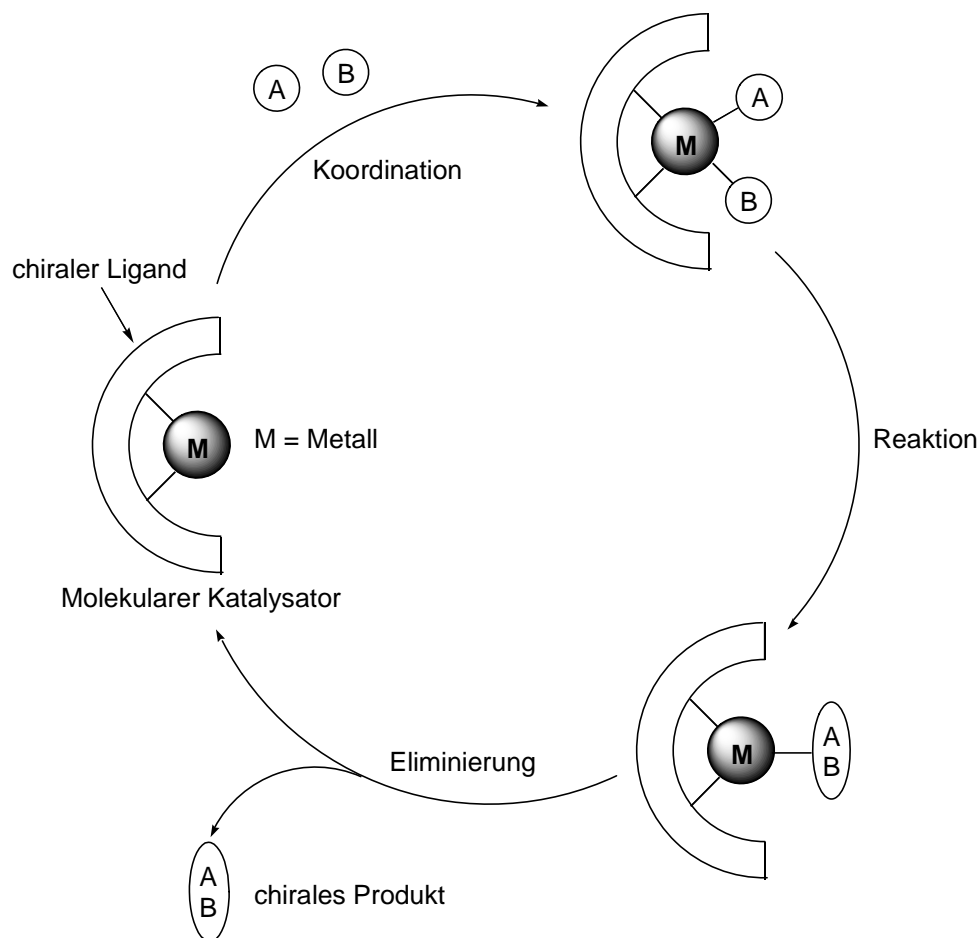 A
B
Koordination
M
A
B
chiraler Ligand
M
M = Metall
Molekularer Katalysator
Reaktion
M
A
B
Eliminierung
A
B
chirales Produkt